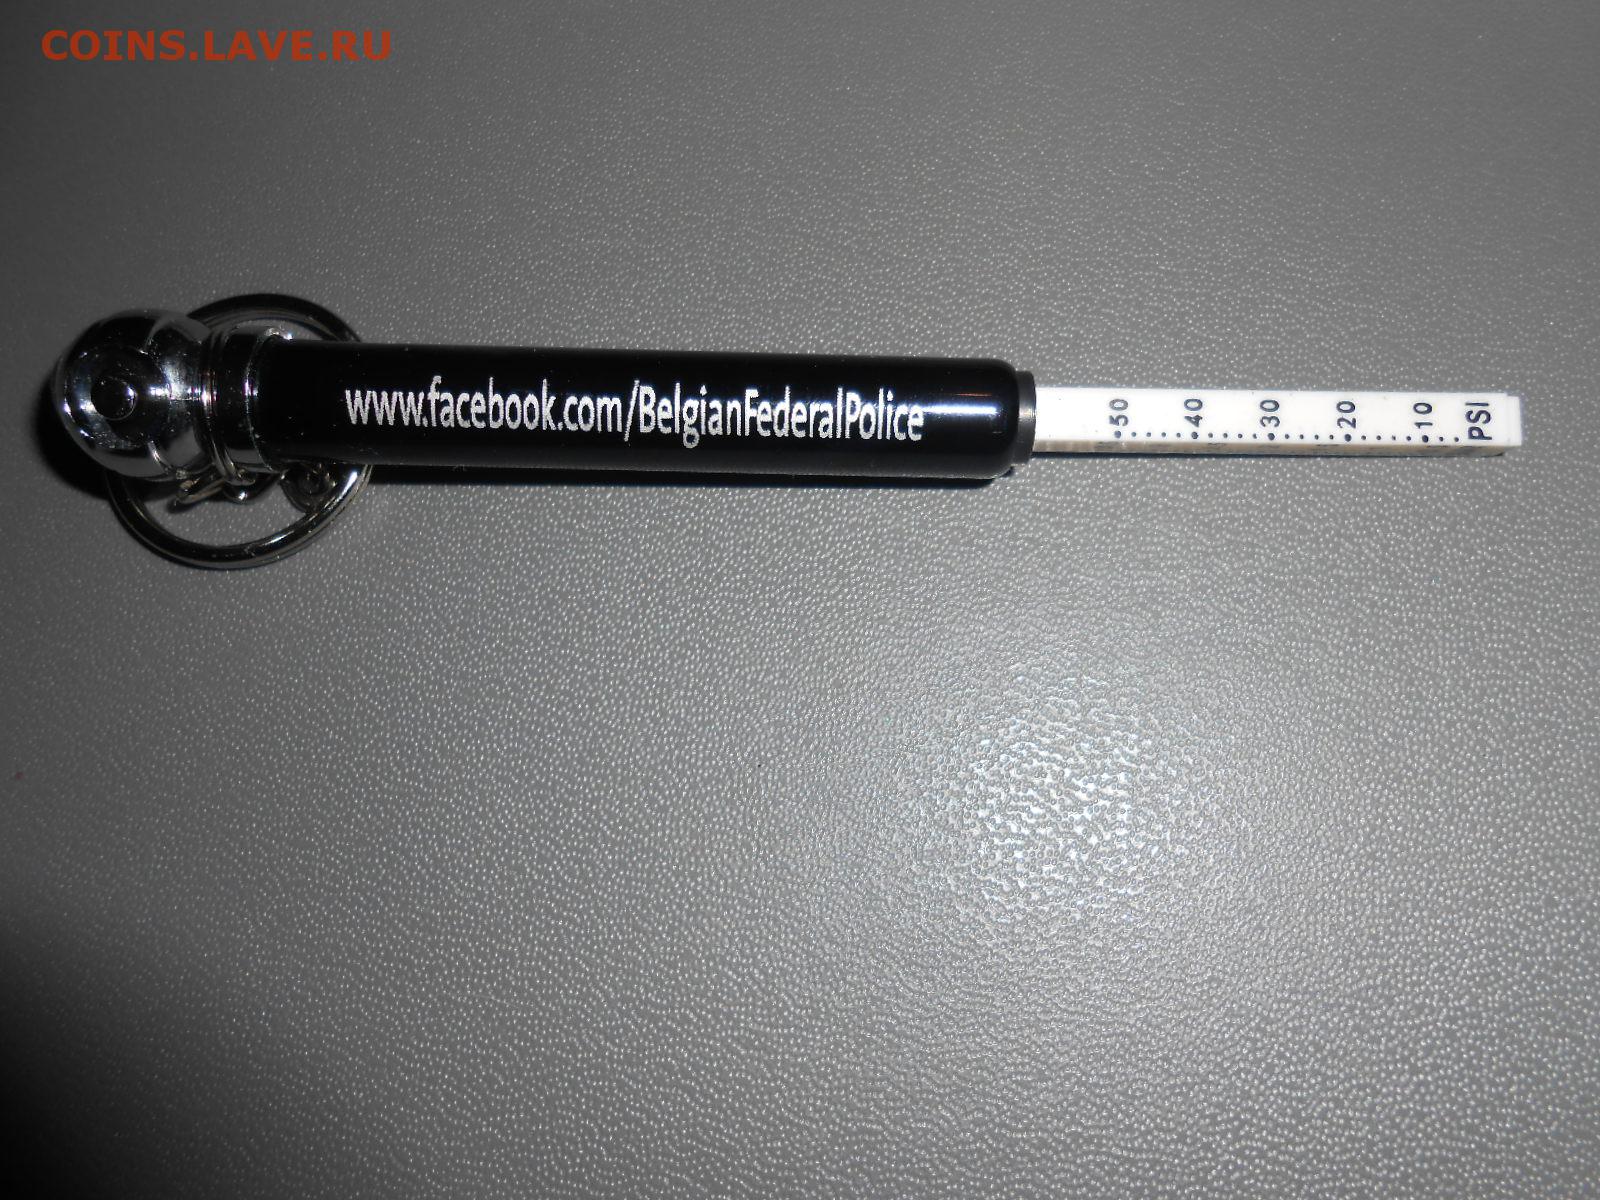 COINS.LAVE.RU
www.facebook.com/BelgianFederalPolice
50 40 30 20 10 PSI